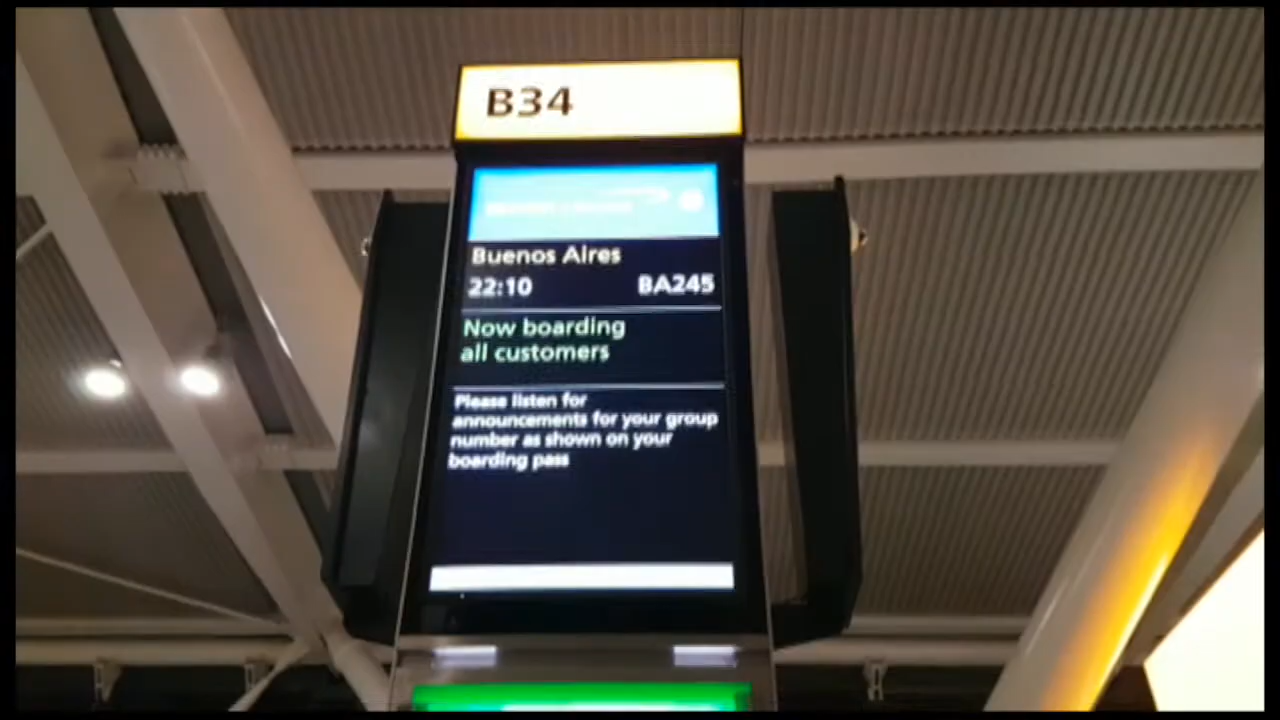 B34
Buenos Aires
22:10 BA245
Now boarding
all customers
Please listen for
announcements for your group
number as shown on your
boarding pass